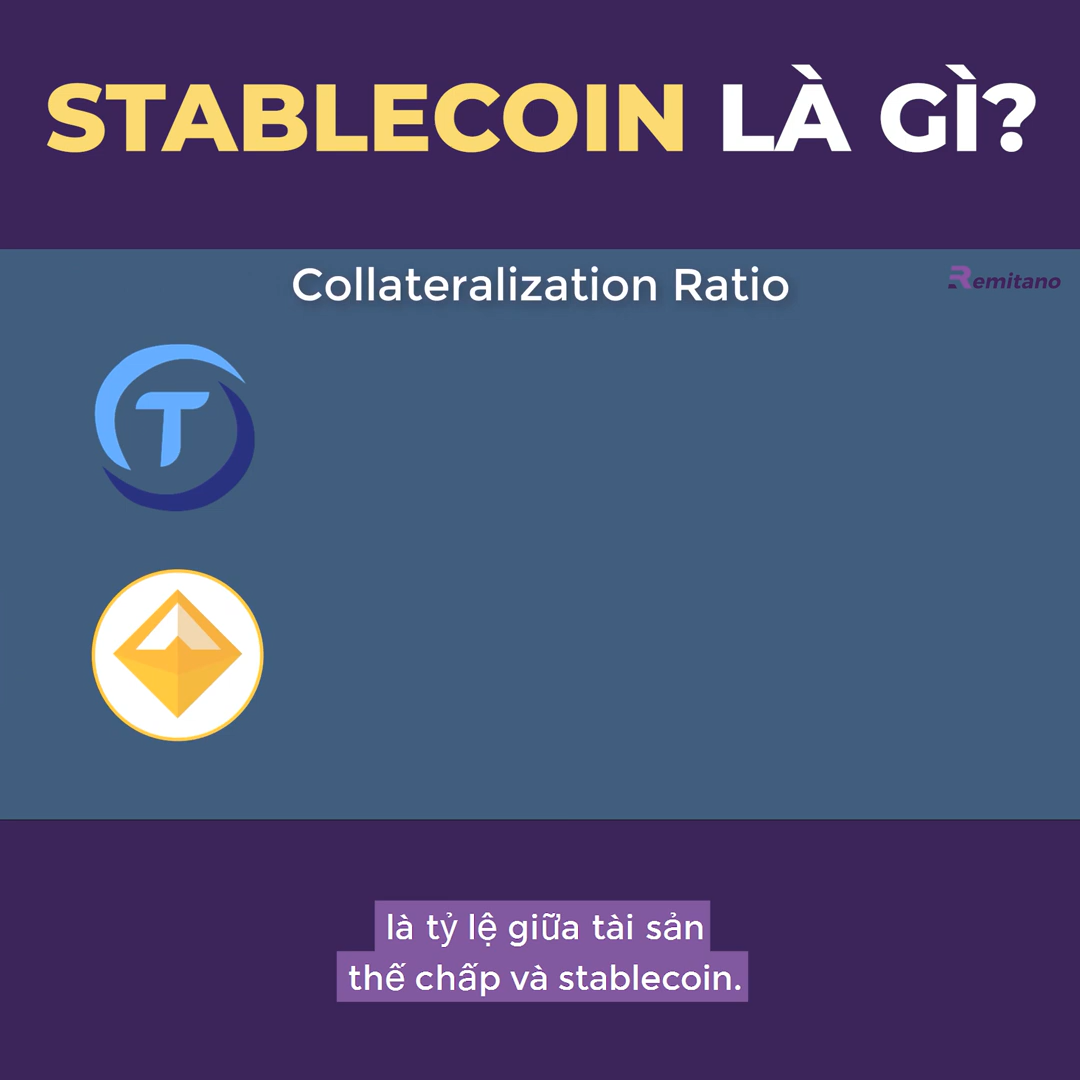 STABLECOIN LÀ GÌ?
Collateralization Ratio
Remitano
T
là tỷ lệ giữa tài sản
thế chấp và stablecoin.